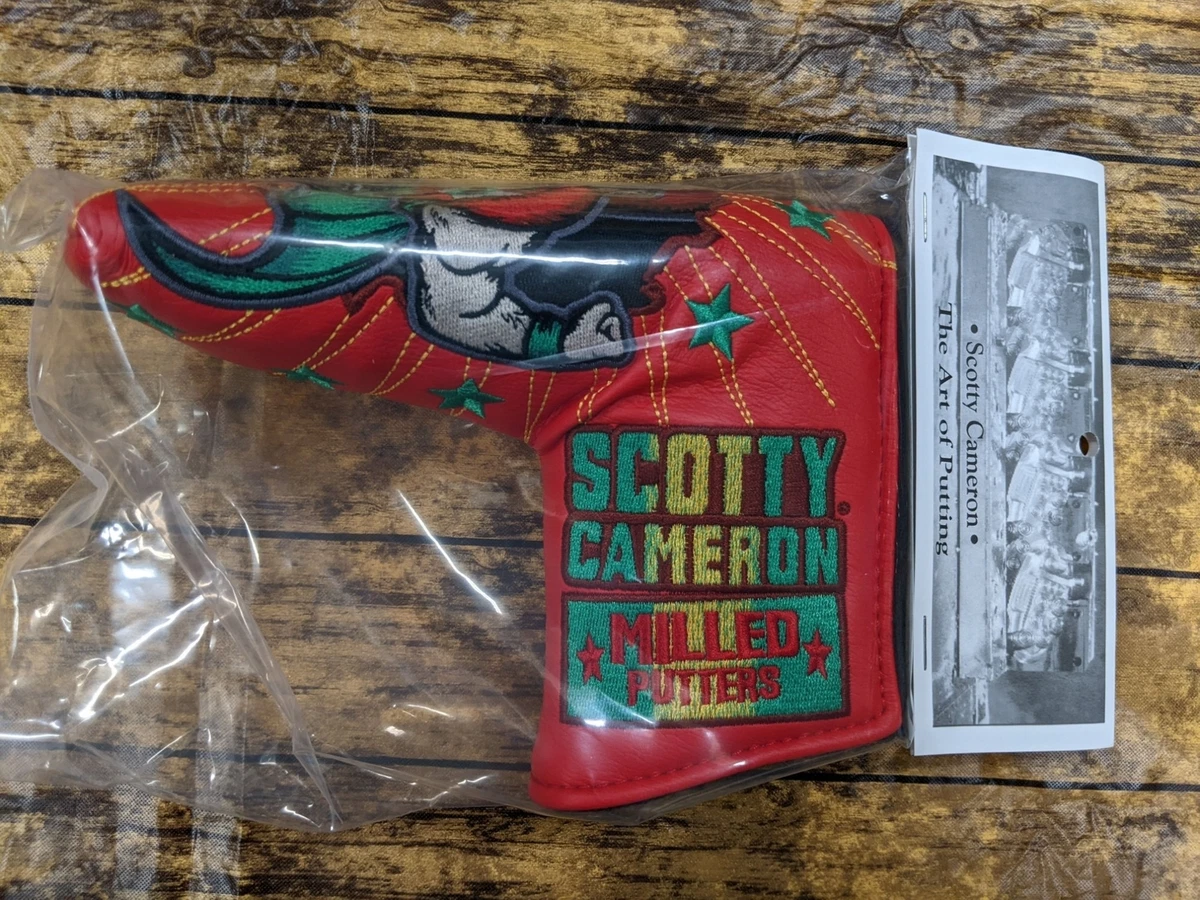 SCOTTY
CAMERON
MILLED
PUTTERS
• Scotty Cameron •
The Art of Putting